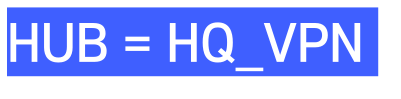 HUB = HQ_VPN